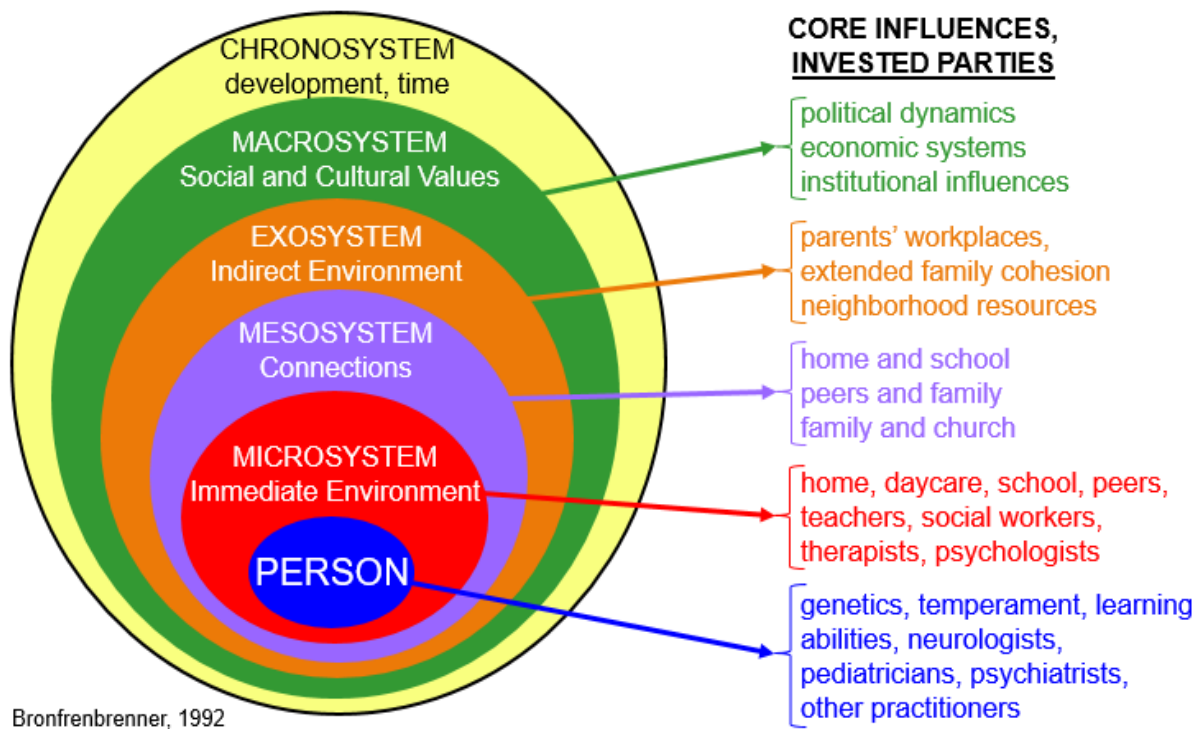 CHRONOSYSTEM
development, time
MACROSYSTEM
Social and Cultural Values
EXOSYSTEM
Indirect Environment
MESOSYSTEM
Connections
MICROSYSTEM
Immediate Environment
PERSON
Bronfrenbrenner, 1992
CORE INFLUENCES,
INVESTED PARTIES
political dynamics
economic systems
institutional influences
parents’ workplaces,
extended family cohesion
neighborhood resources
home and school
peers and family
family and church
home, daycare, school, peers,
teachers, social workers,
therapists, psychologists
genetics, temperament, learning
abilities, neurologists,
pediatricians, psychiatrists,
other practitioners